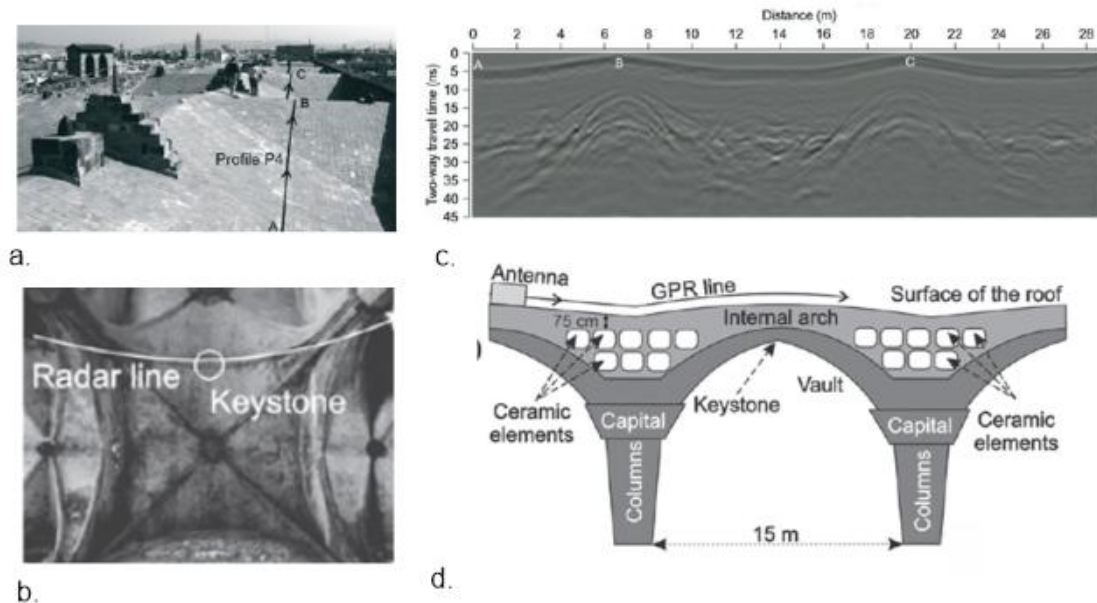 C
B
Profile P4
A
a.
Distance (m)
0 2 4 6 8 10 12 14 16 18 20 22 24 26 28
Two-way travel time (ns)
0
5
10
15
20
25
30
35
40
45
A B C
c.
Radar line
Keystone
b.
Antenna
GPR line
Surface of the roof
75 cm
Internal arch
Vault
Ceramic
elements
Keystone
Ceramic
elements
Capital
Capital
Columns
Columns
15 m
d.